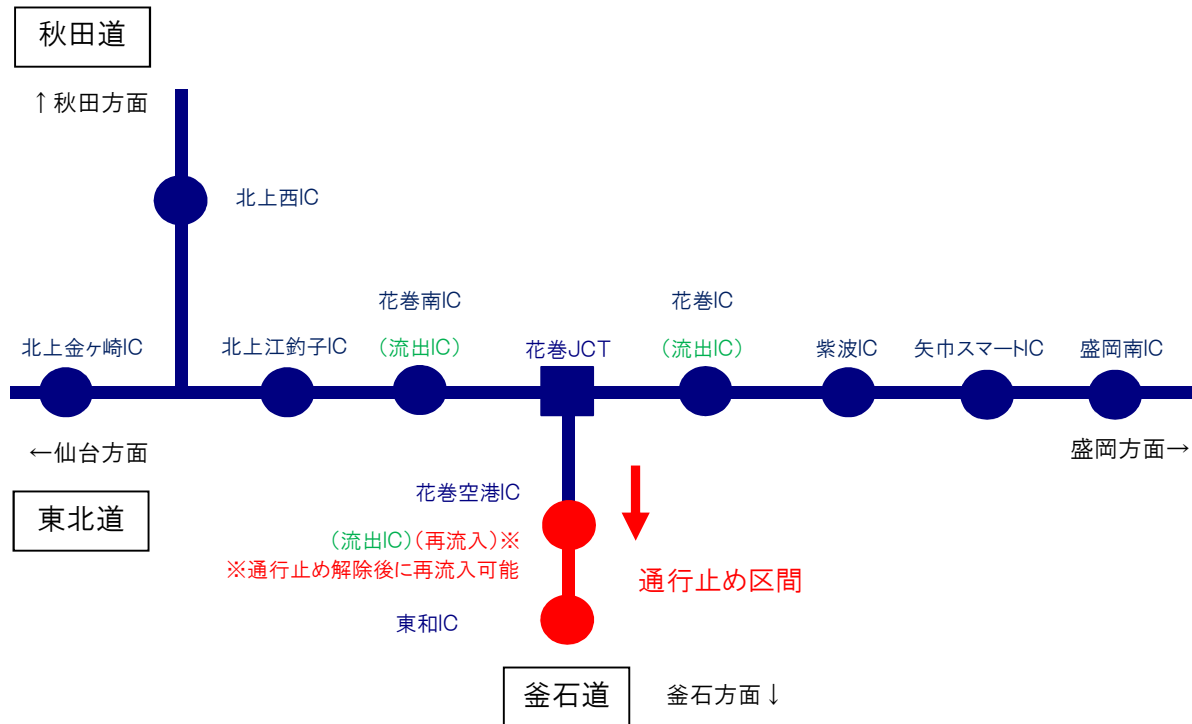 秋田道
↑秋田方面
北上西IC
花巻南IC
花巻IC
北上金ヶ崎IC
北上江釣子IC
(流出IC)
花巻JCT
(流出IC)
紫波IC
矢巾スマートIC
盛岡南IC
←仙台方面
盛岡方面→
東北道
花巻空港IC
(流出IC)(再流入)※
※通行止め解除後に再流入可能
通行止め区間
東和IC
釜石道
釜石方面↓